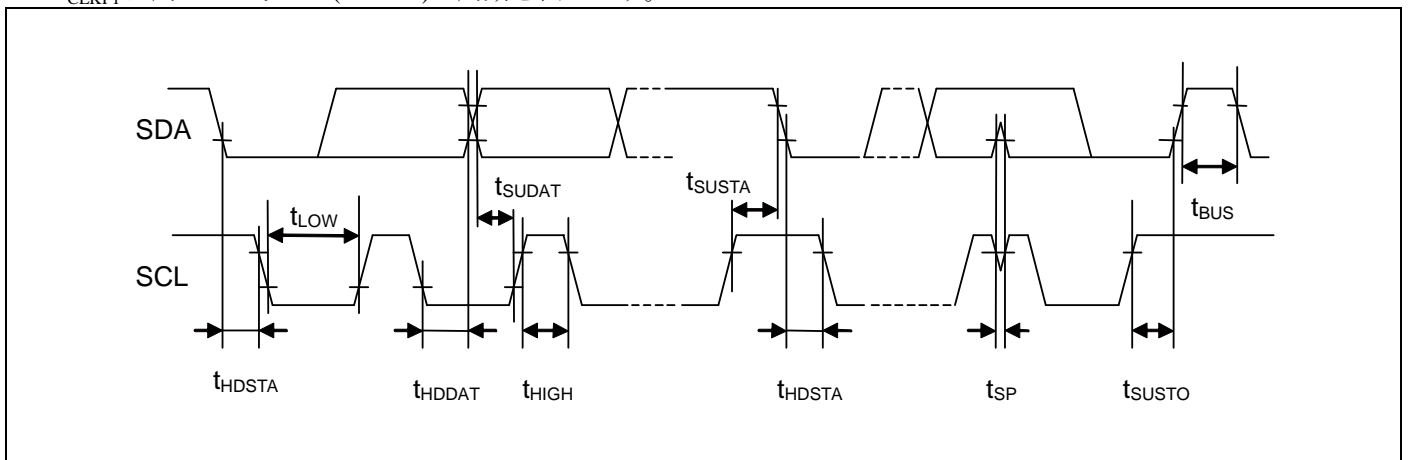 SDA
tSUDAT
tSUSTA
tLOW
tBUS
SCL
tHDSTA
tHDDAT
tHIGH
tHDSTA
tSP
tSUSTO